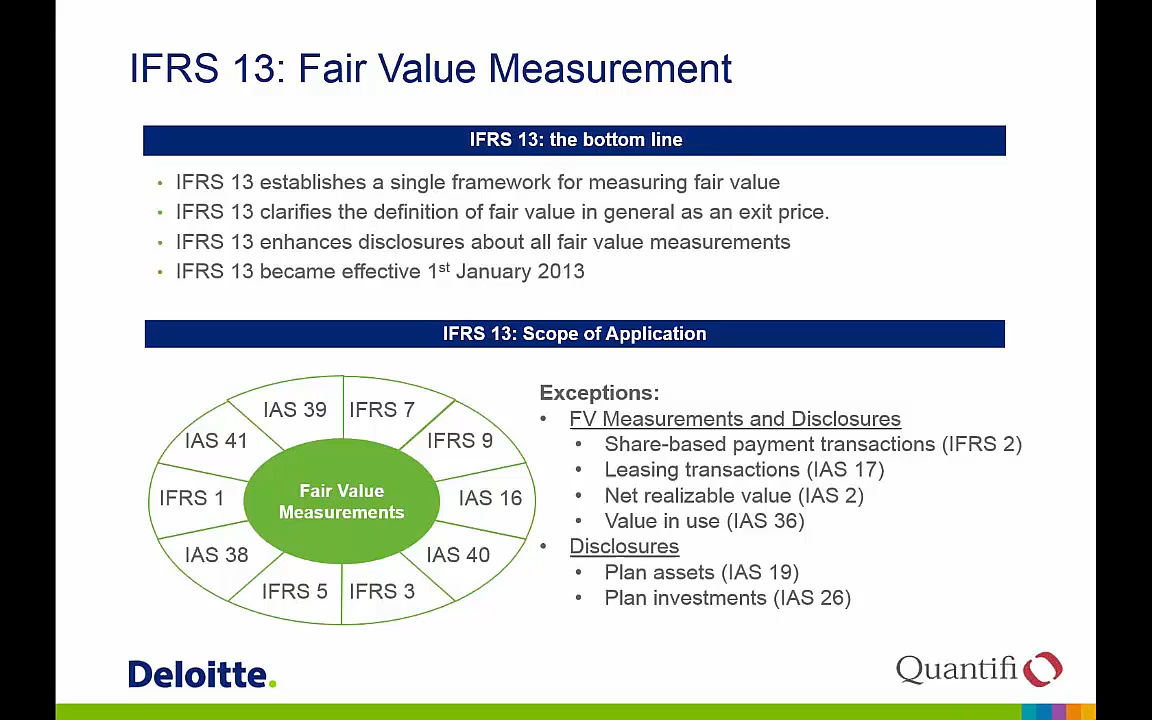 IFRS 13: Fair Value Measurement
IFRS 13: the bottom line
• IFRS 13 establishes a single framework for measuring fair value
• IFRS 13 clarifies the definition of fair value in general as an exit price.
• IFRS 13 enhances disclosures about all fair value measurements
• IFRS 13 became effective 1st January 2013
IFRS 13: Scope of Application
IAS 39
IFRS 7
IAS 41
IFRS 9
IFRS 1
Fair Value
Measurements
IAS 16
IAS 38
IAS 40
IFRS 5
IFRS 3
Exceptions:
• FV Measurements and Disclosures
• Share-based payment transactions (IFRS 2)
• Leasing transactions (IAS 17)
• Net realizable value (IAS 2)
• Value in use (IAS 36)
• Disclosures
• Plan assets (IAS 19)
• Plan investments (IAS 26)
Deloitte.
Quantifi